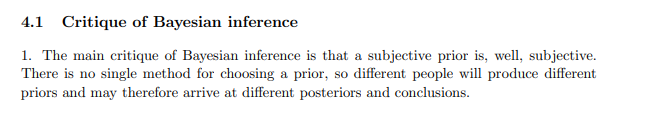 4.1 Critique of Bayesian inference
1. The main critique of Bayesian inference is that a subjective prior is, well, subjective.
There is no single method for choosing a prior, so different people will produce different
priors and may therefore arrive at different posteriors and conclusions.